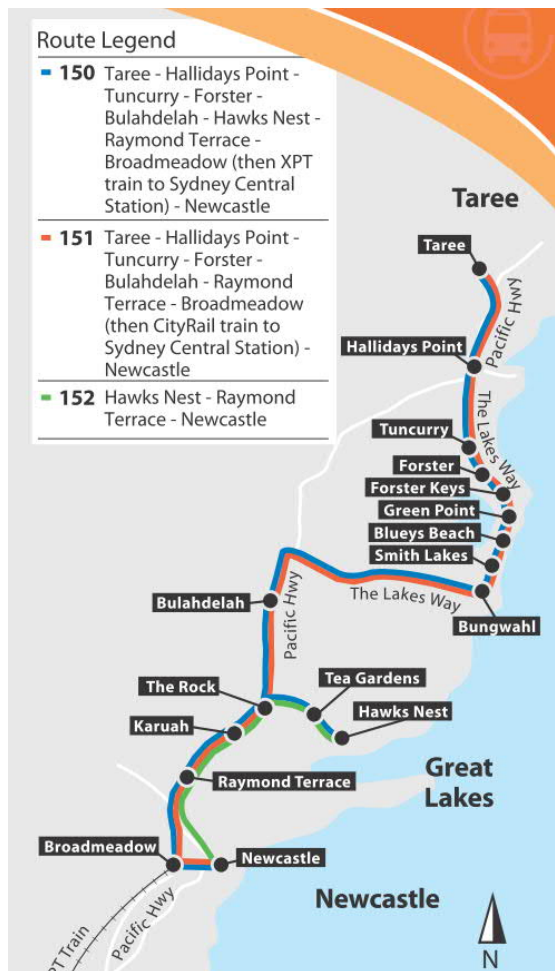 Route Legend
150 Taree - Hallidays Point -
Tuncurry - Forster -
Bulahdelah - Hawks Nest -
Raymond Terrace -
Broadmeadow (then XPT
train to Sydney Central
Station) - Newcastle
151 Taree - Hallidays Point -
Tuncurry - Forster -
Bulahdelah - Raymond
Terrace - Broadmeadow
(then CityRail train to
Sydney Central Station) -
Newcastle
152 Hawks Nest - Raymond
Terrace - Newcastle
Taree
Taree
Pacific Hwy
Hallidays Point
The Lakes Way
Tuncurry
Forster
Forster Keys
Green Point
Blueys Beach
Smith Lakes
The Lakes Way
Bungwahl
Bulahdelah
Pacific Hwy
The Rock
Tea Gardens
Hawks Nest
Karuah
Raymond Terrace
Great
Lakes
Broadmeadow
Newcastle
Newcastle
Pacific Hwy
PT Train
N